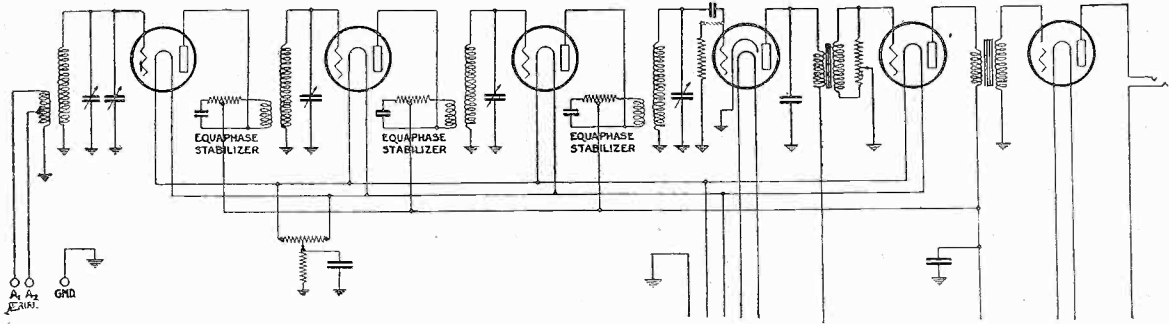 EQUAPHASE
STABILIZER
EQUAPHASE
STABILIZER
EQUAPHASE
STABILIZER
A₁ A₂ GND.
AERIAL